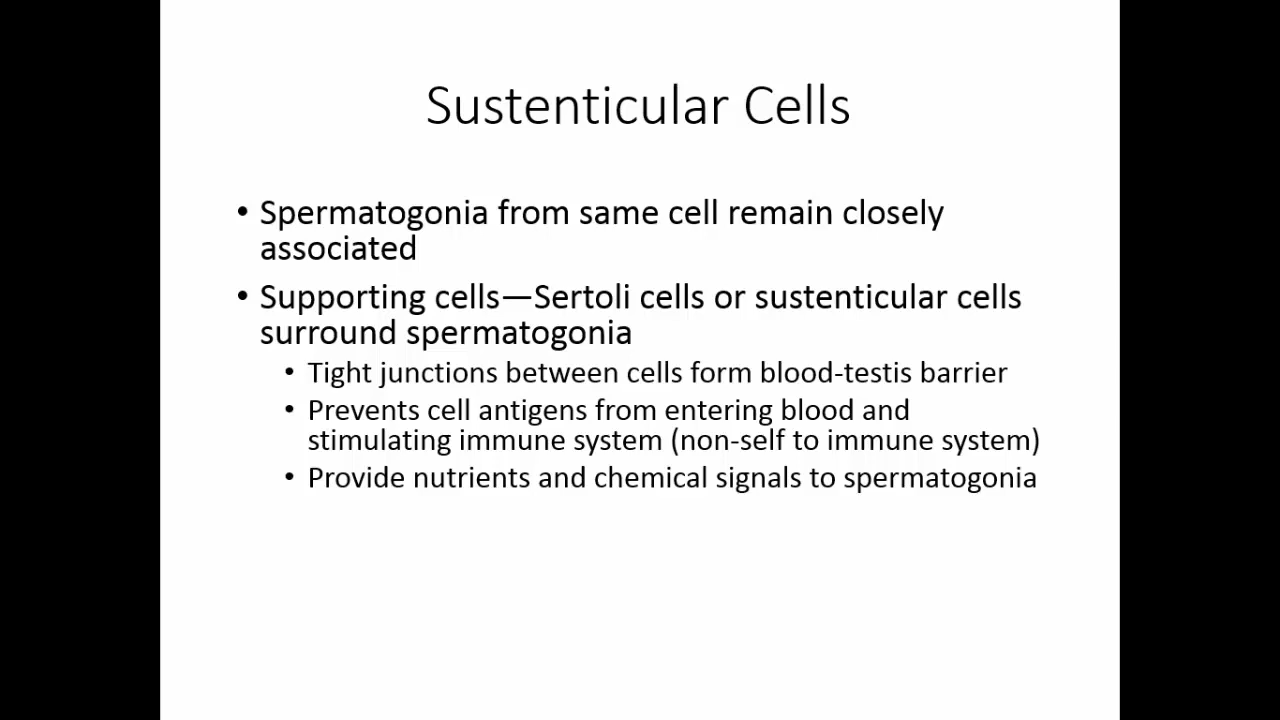 Sustenticular Cells
• Spermatogonia from same cell remain closely
associated
• Supporting cells—Sertoli cells or sustenticular cells
surround spermatogonia
• Tight junctions between cells form blood-testis barrier
• Prevents cell antigens from entering blood and
stimulating immune system (non-self to immune system)
• Provide nutrients and chemical signals to spermatogonia